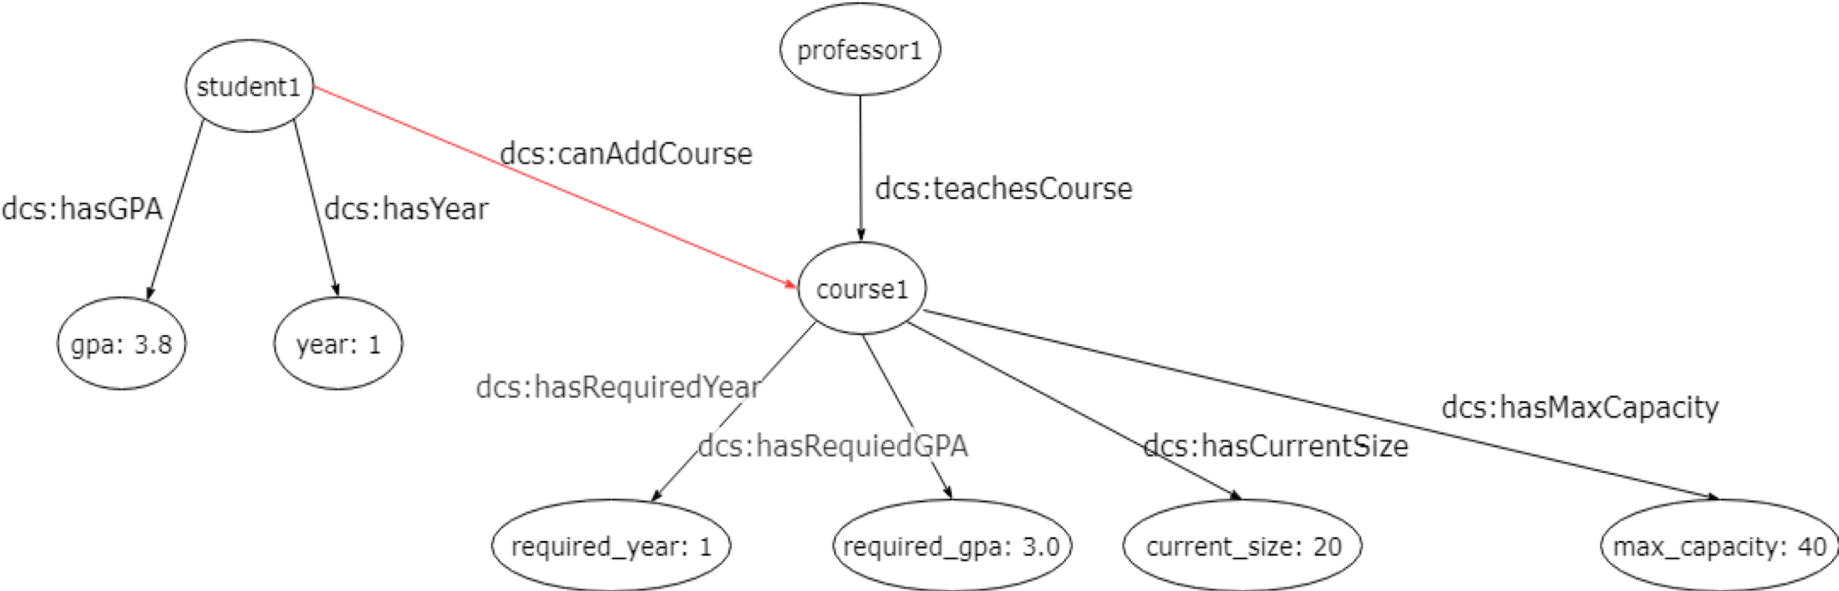 professor1
student1
dcs:canAddCourse
dcs:teachesCourse
dcs:hasGPA
dcs:hasYear
course1
gpa: 3.8
year: 1
dcs:hasRequiredYear
dcs:hasMaxCapacity
dcs:hasRequiedGPA
dcs:hasCurrentSize
required_year: 1
required_gpa: 3.0
current_size: 20
max_capacity: 40